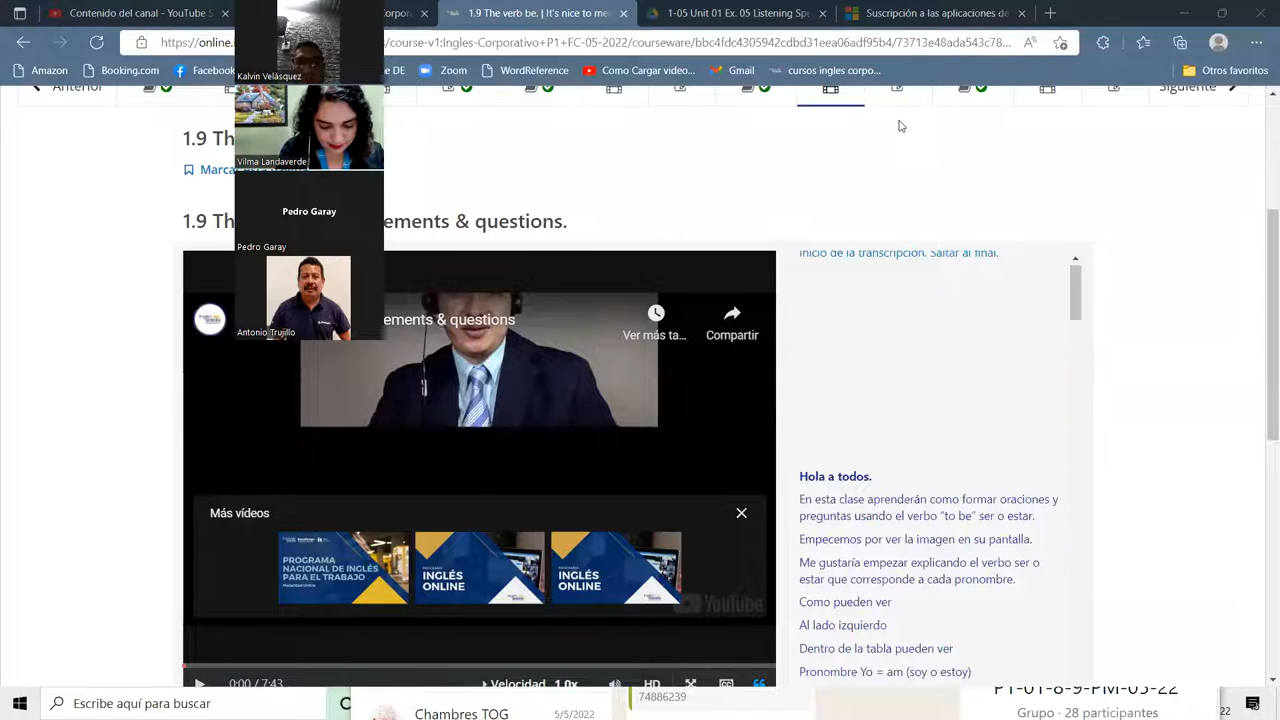 Corpo
1.9 The verb be. | It's nice to me
1-05 Unit 01 P-05 Listening Sp
Suscripción a las aplicaciones de
https://online.i
/course-v1:Ingles-Corporativo+P1+FC-05-2022/courseware/bbc4fdc4305942cdbd31eea06adf95b4/73713e48ada543c78...
Amazo
Booking.com
Facebook
e DE
Zoom
WordReference
Como Cargar video...
Gmail
cursos ingles corpo...
Otros favoritos
Anterior
Siguiente
Kalvin Velásquez
1.9 Th
Vilma Landaverde
Marca
Pedro Garay
Pedro Garay
1.9 Th
ements & questions.
Antonio Trujillo
ements & questions
Ver más ta...
Compartir
Inicio de la transcripción. Saltar al final.
Hola a todos.
En esta clase aprenderán como formar oraciones y
preguntas usando el verbo "to be" ser o estar.
Empecemos por ver la imagen en su pantalla.
Me gustaría empezar explicando el verbo ser o
estar que corresponde a cada pronombre.
Como pueden ver
Al lado izquierdo
Dentro de la tabla pueden ver
Pronombre Yo = am (soy o estoy)
Más vídeos
PROGRAMA
NACIONAL DE INGLÉS
PARA EL TRABAJO
Modalidad Online
INGLÉS
ONLINE
INGLÉS
ONLINE
YouTube
0:00 / 7:43
Velocidad
1.0x
HD
Escribe aquí para buscar
Chambres TOG
5/5/2022
74886239
P1-01-8-9-PM-05-22
Grupo · 28 participantes
22